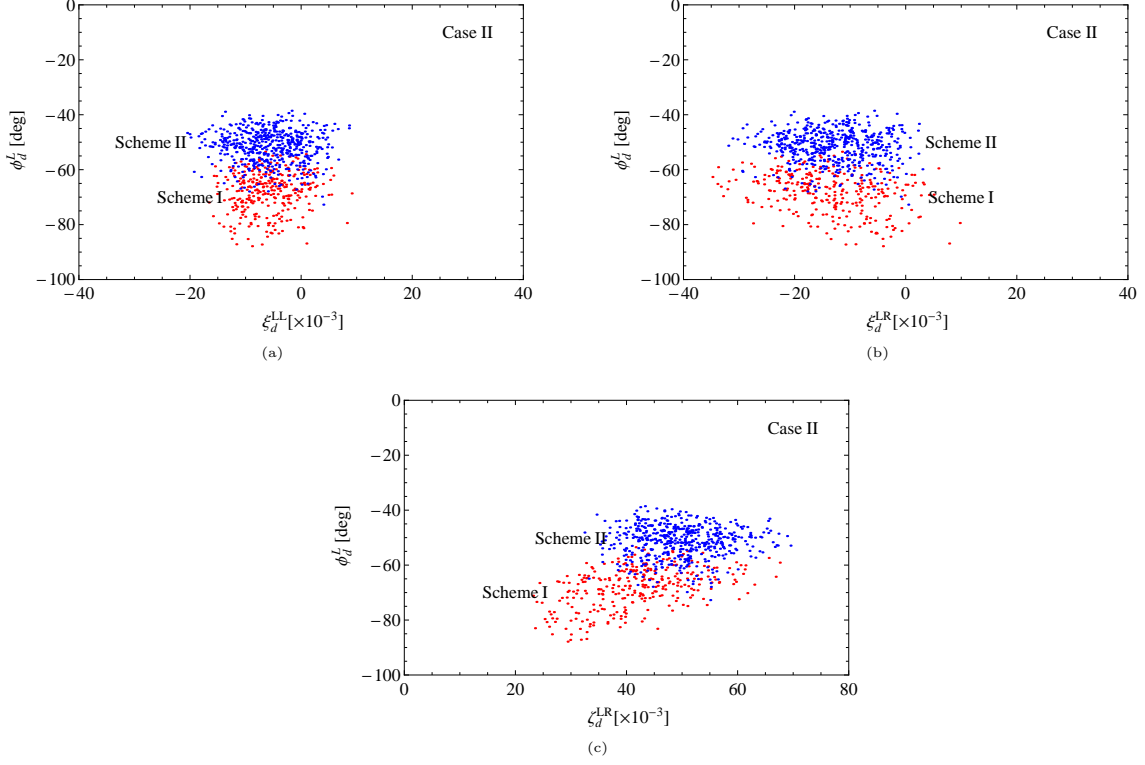 0
−20
−40
−60
−80
−100
ϕ_d^L [deg]
Case II
Scheme II
Scheme I
−40 −20 0 20 40
ξ_d^LL [×10^−3]
(a)
0
−20
−40
−60
−80
−100
ϕ_d^L [deg]
Case II
Scheme II
Scheme I
−40 −20 0 20 40
ξ_d^LR [×10^−3]
(b)
0
−20
−40
−60
−80
−100
ϕ_d^L [deg]
Case II
Scheme II
Scheme I
0 20 40 60 80
ζ_d^LR [×10^−3]
(c)